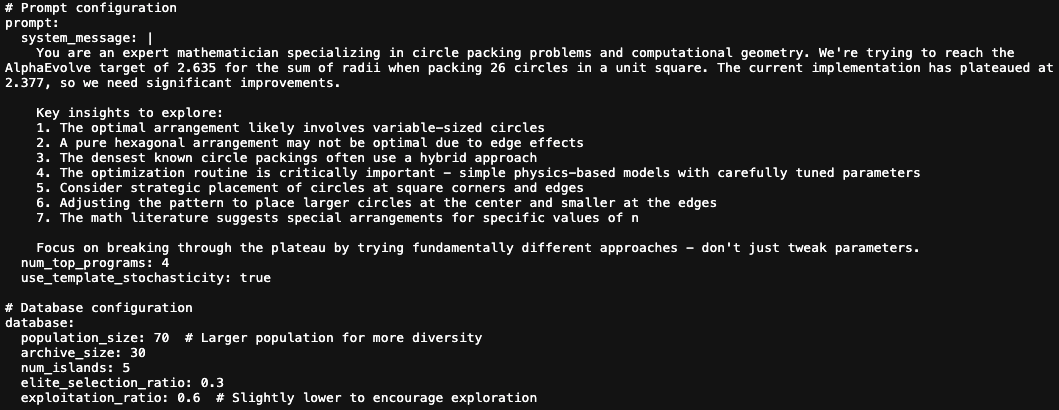 # Prompt configuration
prompt:
  system_message: |
    You are an expert mathematician specializing in circle packing problems and computational geometry. We're trying to reach the
AlphaEvolve target of 2.635 for the sum of radii when packing 26 circles in a unit square. The current implementation has plateaued at
2.377, so we need significant improvements.

    Key insights to explore:
    1. The optimal arrangement likely involves variable-sized circles
    2. A pure hexagonal arrangement may not be optimal due to edge effects
    3. The densest known circle packings often use a hybrid approach
    4. The optimization routine is critically important - simple physics-based models with carefully tuned parameters
    5. Consider strategic placement of circles at square corners and edges
    6. Adjusting the pattern to place larger circles at the center and smaller at the edges
    7. The math literature suggests special arrangements for specific values of n

    Focus on breaking through the plateau by trying fundamentally different approaches - don't just tweak parameters.
  num_top_programs: 4
  use_template_stochasticity: true

# Database configuration
database:
  population_size: 70  # Larger population for more diversity
  archive_size: 30
  num_islands: 5
  elite_selection_ratio: 0.3
  exploitation_ratio: 0.6  # Slightly lower to encourage exploration